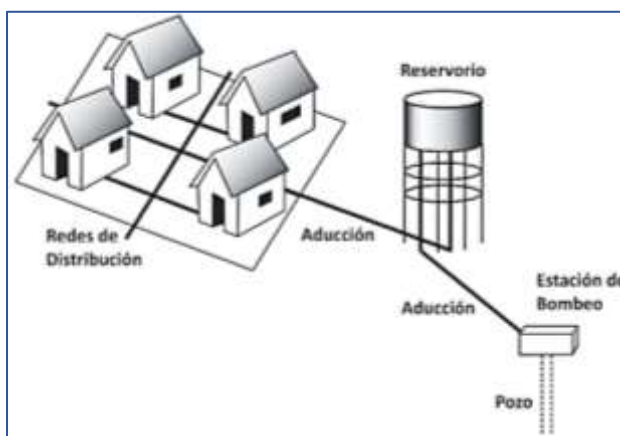 Reservorio
Redes de
Distribución
Aducción
Estación de
Bombeo
Aducción
Pozo